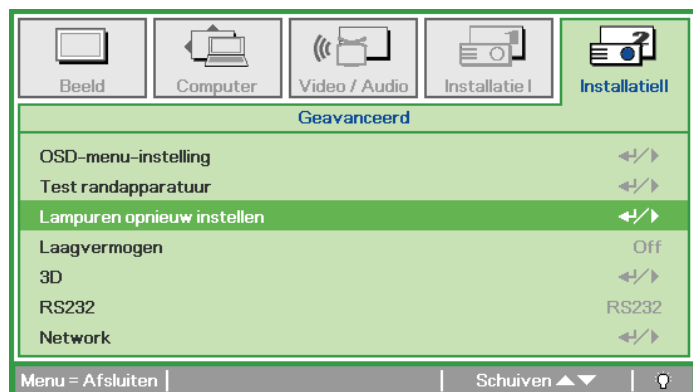 Beeld
Computer
Video / Audio
Installatie I
InstallatieII
Geavanceerd
OSD-menu-instelling
Test randapparatuur
Lampuren opnieuw instellen
Laagvermogen Off
3D
RS232 RS232
Network
Menu = Afsluiten
Schuiven